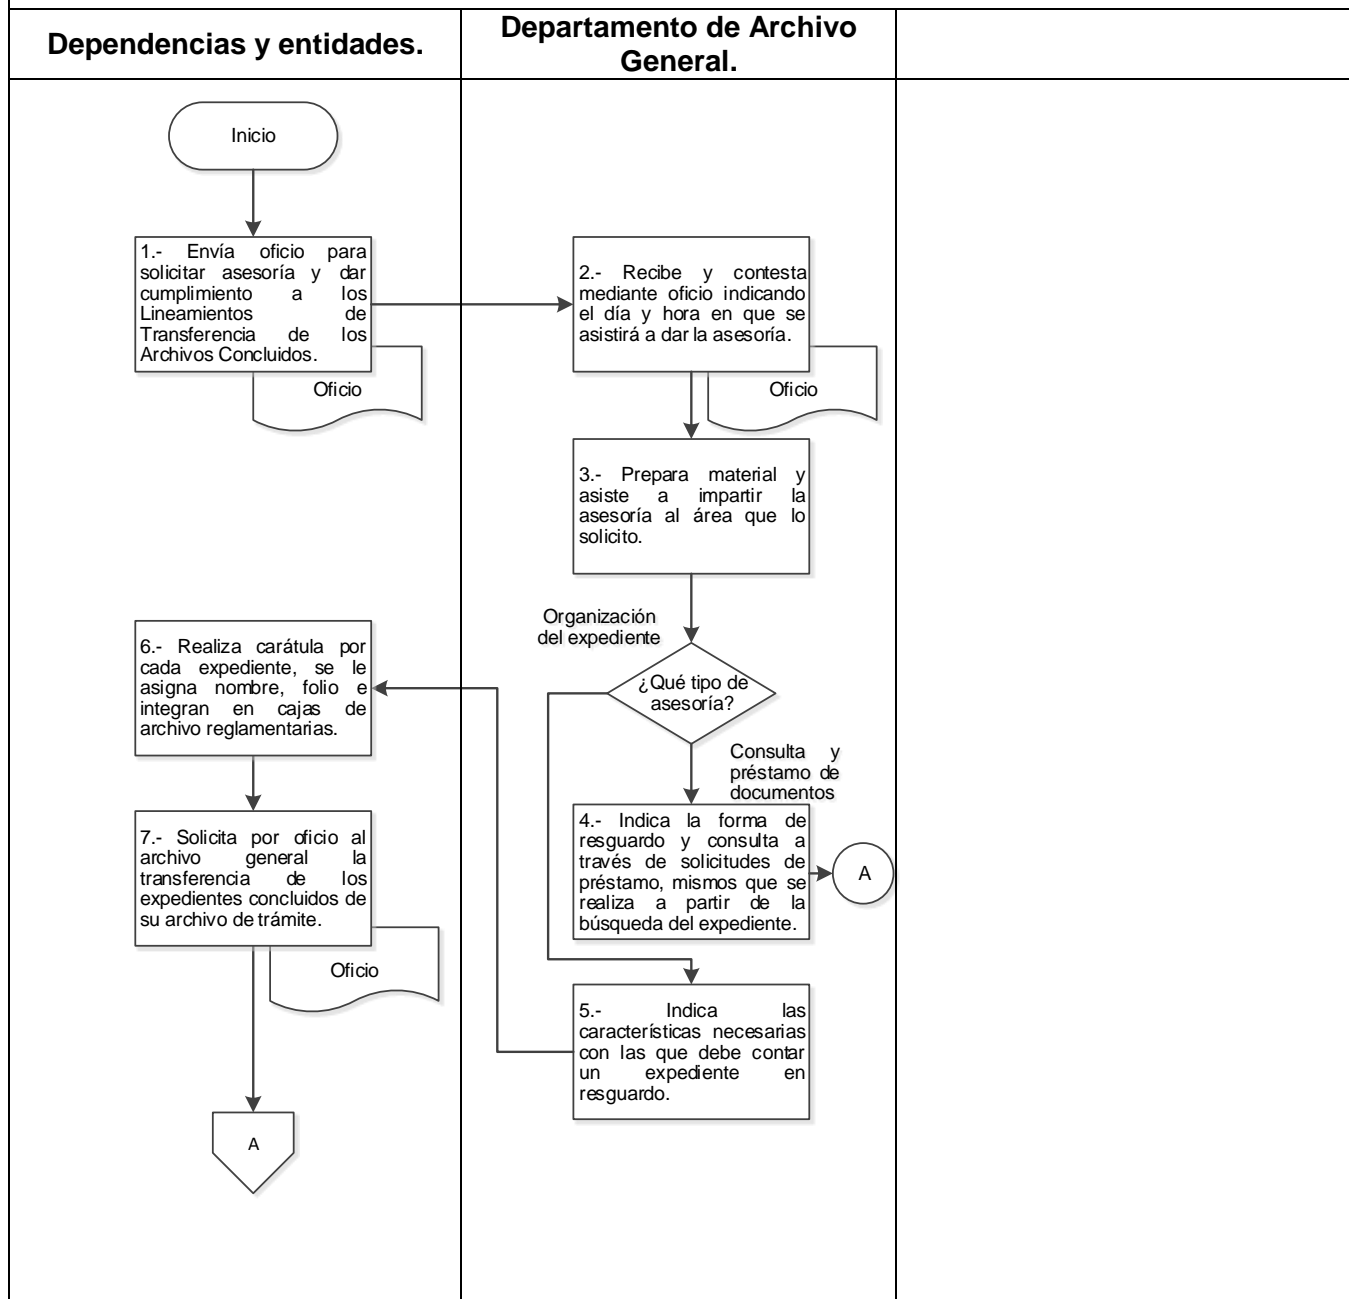 Dependencias y entidades.
Departamento de Archivo
General.
Inicio
1.- Envía oficio para
solicitar asesoría y dar
cumplimiento a los
Lineamientos de
Transferencia de los
Archivos Concluidos.
Oficio
2.- Recibe y contesta
mediante oficio indicando
el día y hora en que se
asistirá a dar la asesoría.
Oficio
3.- Prepara material y
asiste a impartir la
asesoría al área que lo
solicito.
Organización
del expediente
¿Qué tipo de
asesoría?
Consulta y
préstamo de
documentos
4.- Indica la forma de
resguardo y consulta a
través de solicitudes de
préstamo, mismos que se
realiza a partir de la
búsqueda del expediente.
A
5.- Indica las
características necesarias
con las que debe contar
un expediente en
resguardo.
6.- Realiza carátula por
cada expediente, se le
asigna nombre, folio e
integran en cajas de
archivo reglamentarias.
7.- Solicita por oficio al
archivo general la
transferencia de los
expedientes concluidos de
su archivo de trámite.
Oficio
A